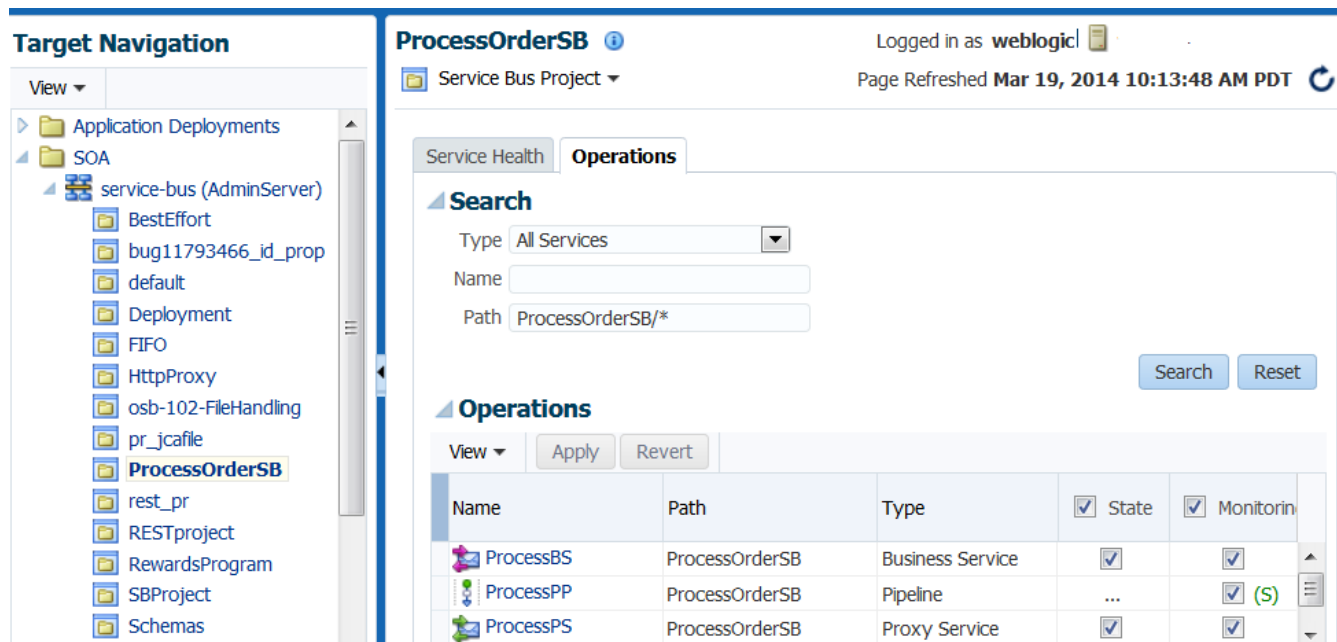 Target Navigation
View
Application Deployments
SOA
service-bus (AdminServer)
BestEffort
bug11793466_id_prop
default
Deployment
FIFO
HttpProxy
osb-102-FileHandling
pr_jcafile
ProcessOrderSB
rest_pr
RESTproject
RewardsProgram
SBProject
Schemas
ProcessOrderSB
Logged in as weblogic
Service Bus Project
Page Refreshed Mar 19, 2014 10:13:48 AM PDT
Service Health Operations
Search
Type All Services
Name
Path ProcessOrderSB/*
Search Reset
Operations
View Apply Revert
Name Path Type State Monitorin
ProcessBS ProcessOrderSB Business Service
ProcessPP ProcessOrderSB Pipeline ... (S)
ProcessPS ProcessOrderSB Proxy Service